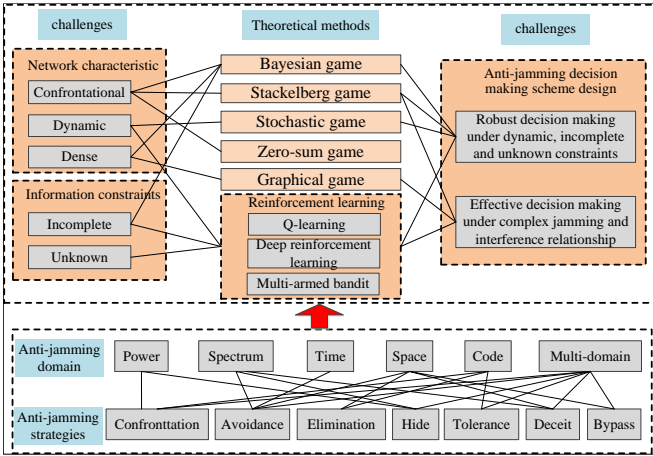 challenges
Theoretical methods
challenges
Network characteristic
Confrontational
Dynamic
Dense
Information constraints
Incomplete
Unknown
Bayesian game
Stackelberg game
Stochastic game
Zero-sum game
Graphical game
Reinforcement learning
Q-learning
Deep reinforcement
learning
Multi-armed bandit
Anti-jamming decision
making scheme design
Robust decision making
under dynamic, incomplete
and unknown constraints
Effective decision making
under complex jamming and
interference relationship
Anti-jamming
domain
Power
Spectrum
Time
Space
Code
Multi-domain
Anti-jamming
strategies
Confronttation
Avoidance
Elimination
Hide
Tolerance
Deceit
Bypass